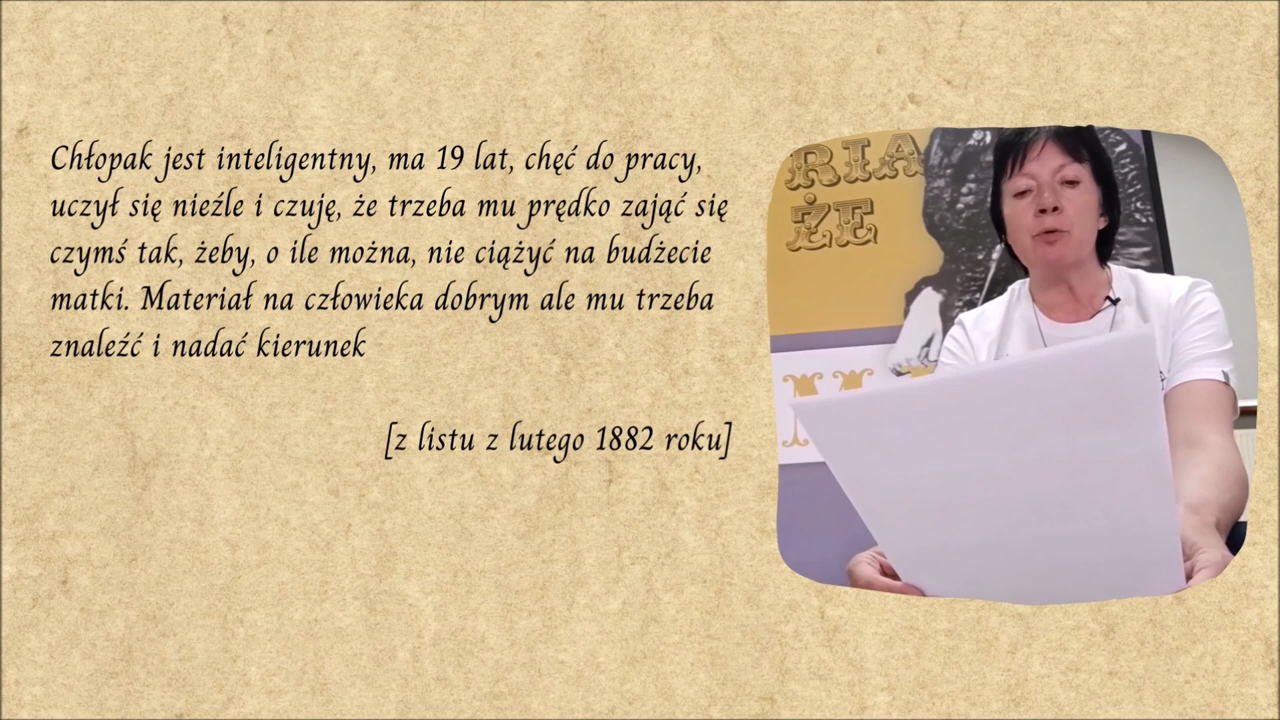 Chłopak jest inteligentny, ma 19 lat, chęć do pracy,
uczył się nieźle i czuję, że trzeba mu prędko zająć się
czymś tak, żeby, o ile można, nie ciążyć na budżecie
matki. Materiał na człowieka dobrym ale mu trzeba
znaleźć i nadać kierunek
[z listu z lutego 1882 roku]
RIA
ŻE